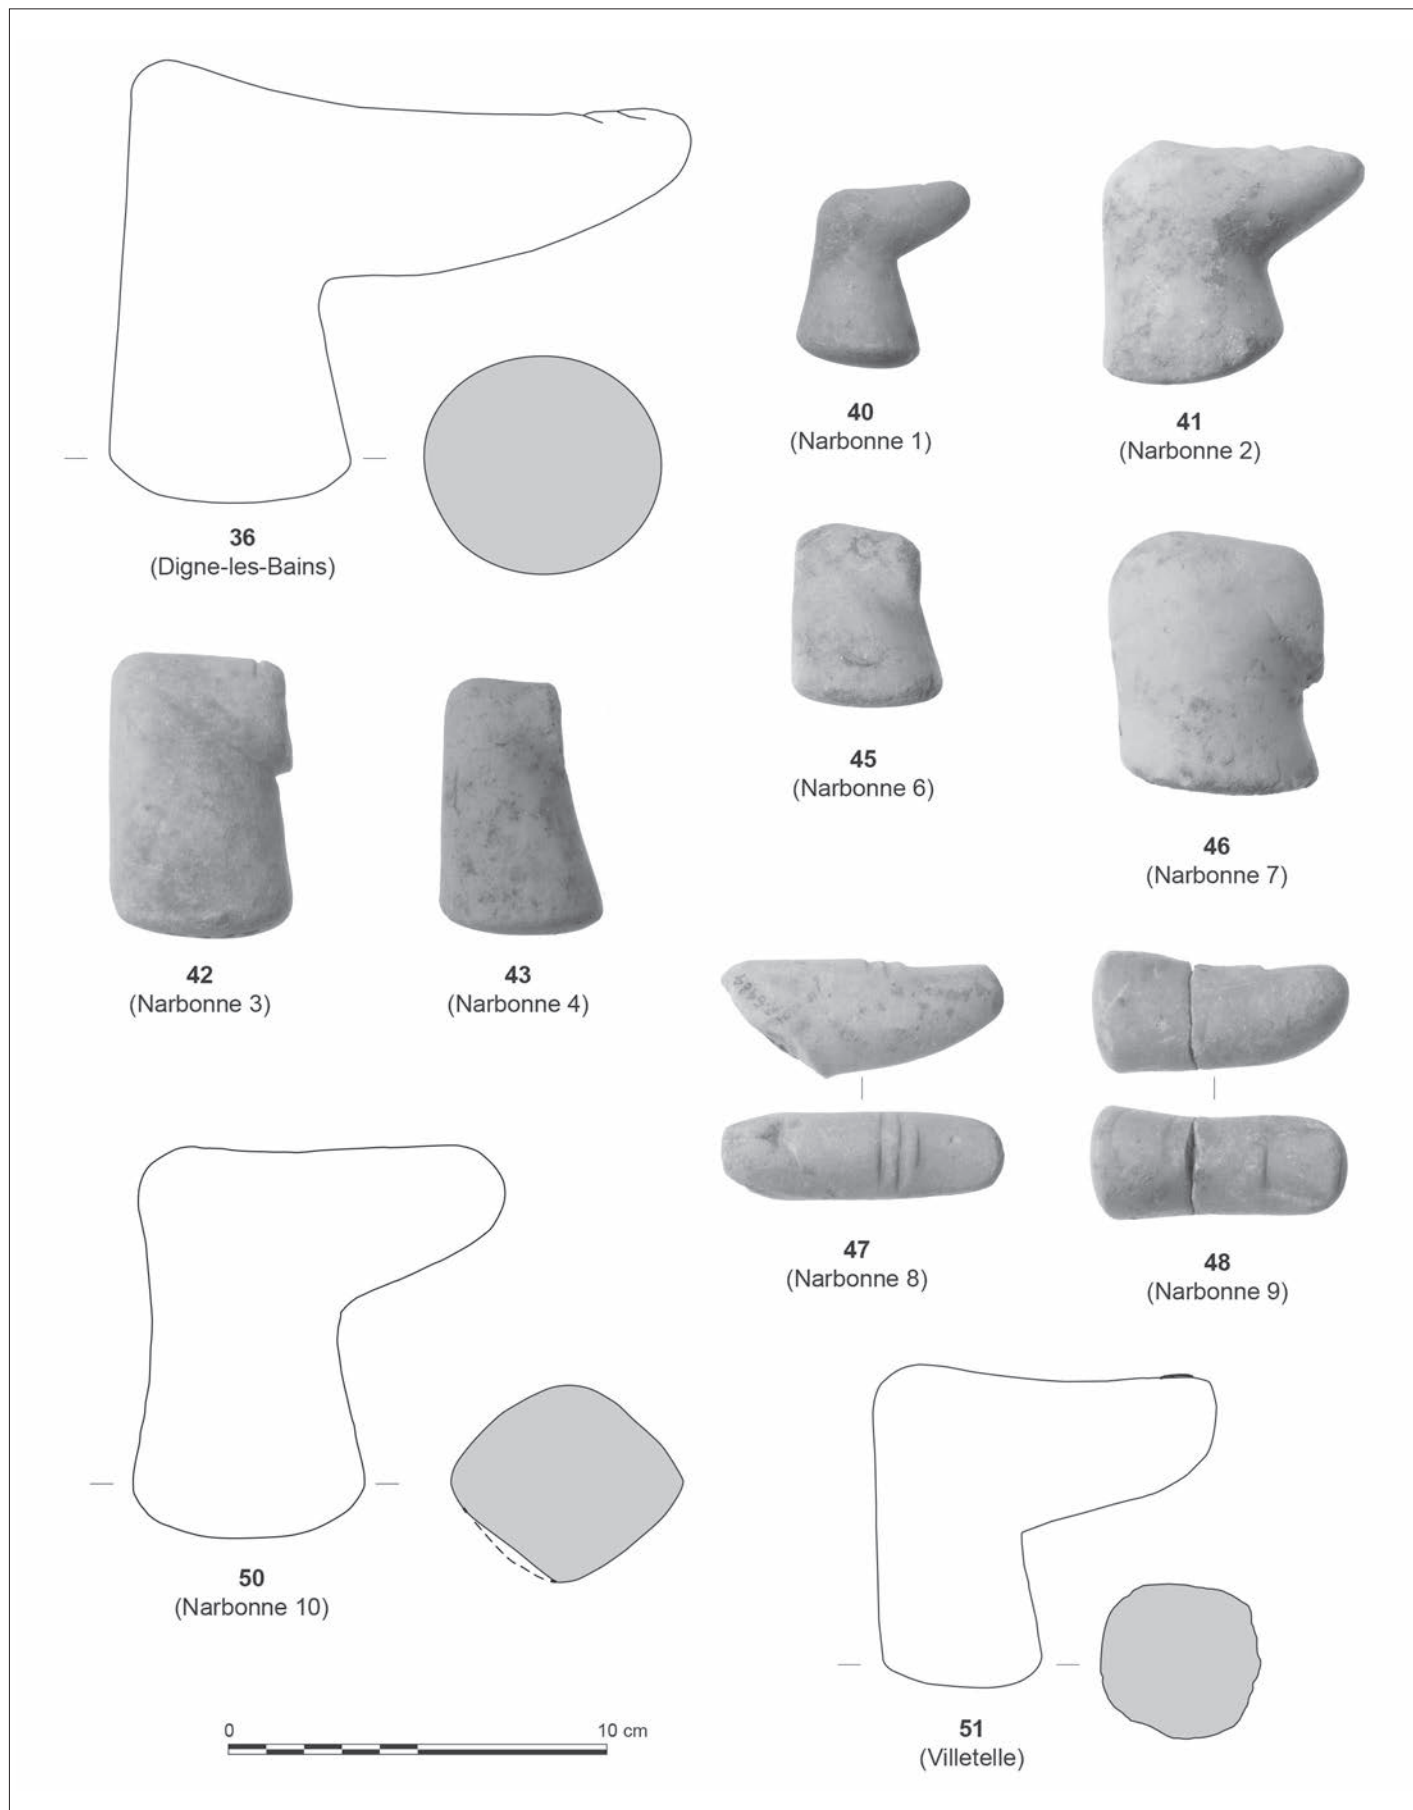 36
(Digne-les-Bains)
40
(Narbonne 1)
41
(Narbonne 2)
45
(Narbonne 6)
46
(Narbonne 7)
42
(Narbonne 3)
43
(Narbonne 4)
47
(Narbonne 8)
48
(Narbonne 9)
50
(Narbonne 10)
51
(Villetelle)
0 10 cm